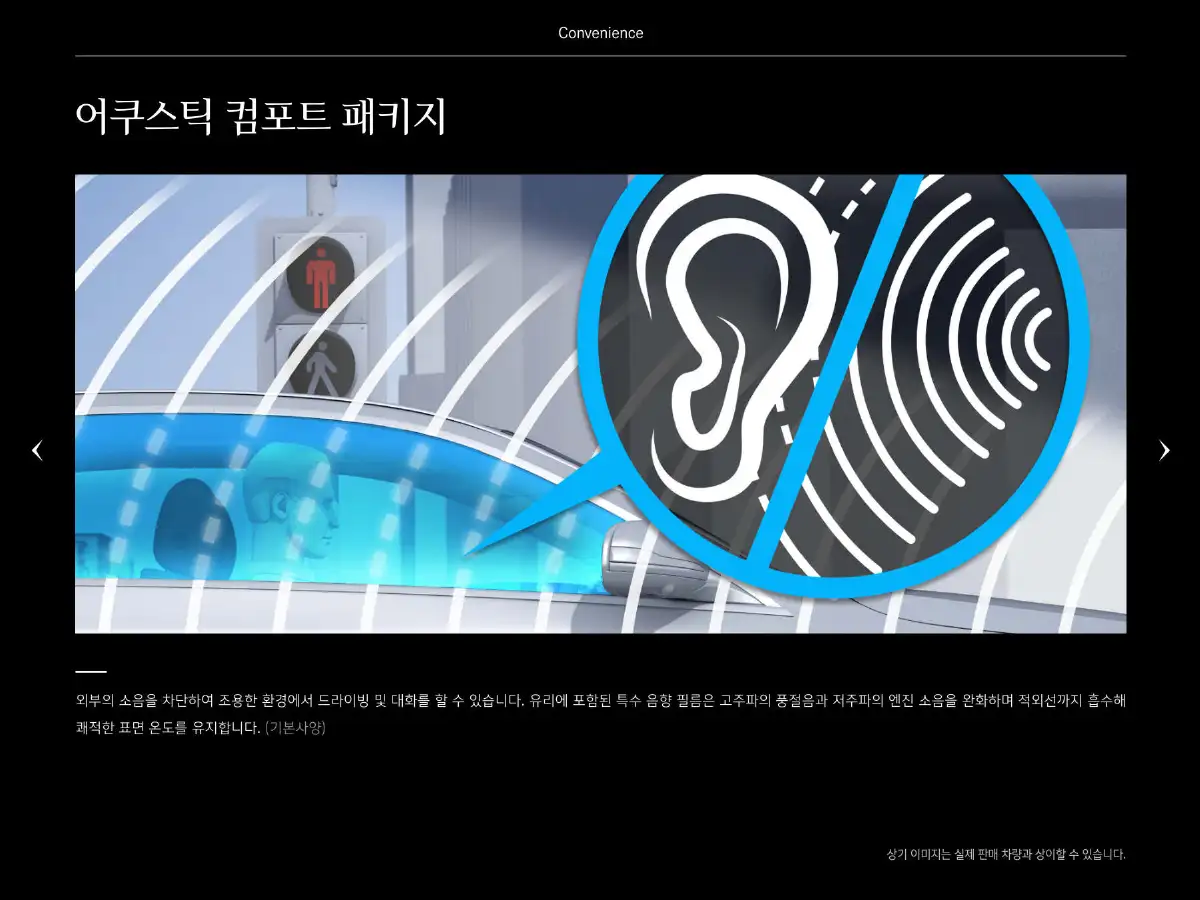 Convenience
어쿠스틱 컴포트 패키지
외부의 소음을 차단하여 조용한 환경에서 드라이빙 및 대화를 할 수 있습니다. 유리에 포함된 특수 음향 필름은 고주파의 풍절음과 저주파의 엔진 소음을 완화하며 적외선까지 흡수해
쾌적한 표면 온도를 유지합니다. (기본사양)
상기 이미지는 실제 판매 차량과 상이할 수 있습니다.